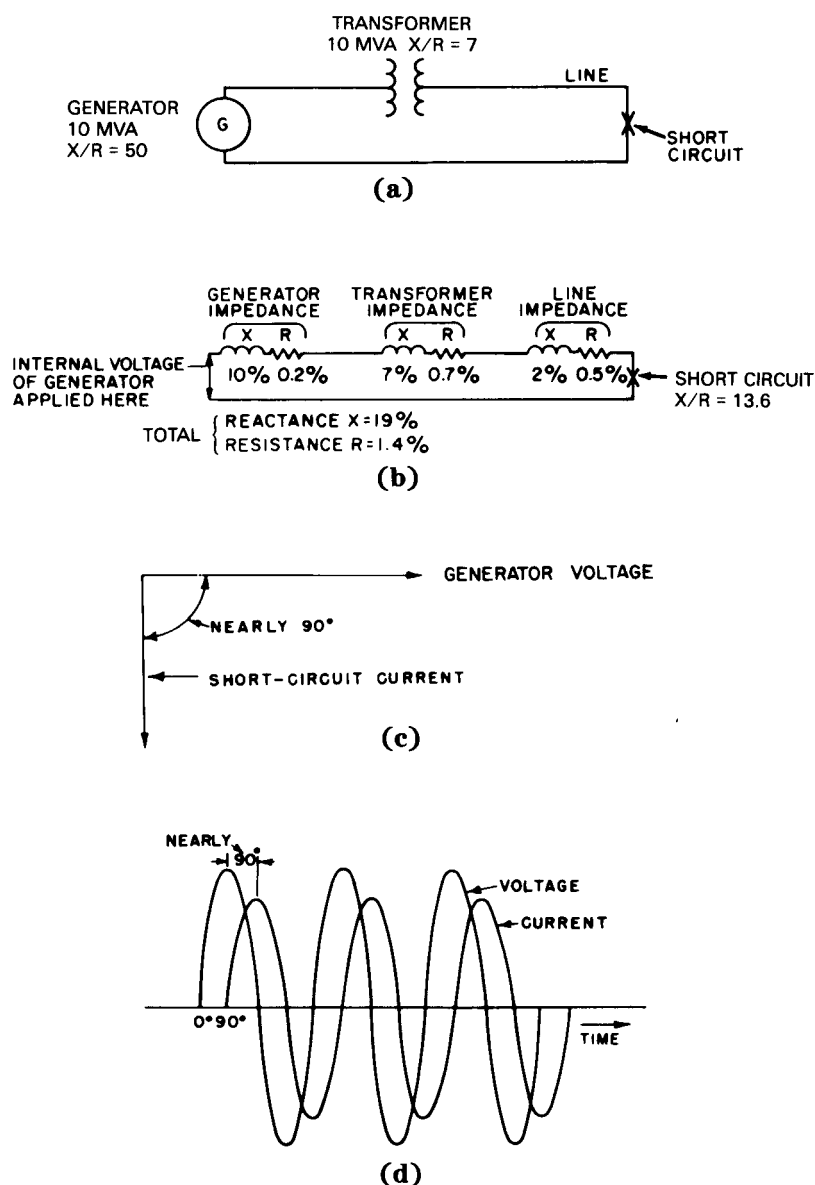 TRANSFORMER
10 MVA X/R = 7
LINE
GENERATOR
10 MVA
X/R = 50
G
SHORT
CIRCUIT
(a)
GENERATOR
IMPEDANCE
TRANSFORMER
IMPEDANCE
LINE
IMPEDANCE
X R X R X R
INTERNAL VOLTAGE
OF GENERATOR
APPLIED HERE
10% 0.2% 7% 0.7% 2% 0.5%
SHORT CIRCUIT
X/R = 13.6
TOTAL
REACTANCE X=19%
RESISTANCE R=1.4%
(b)
GENERATOR VOLTAGE
NEARLY 90°
SHORT-CIRCUIT CURRENT
(c)
NEARLY
90°
VOLTAGE
CURRENT
0° 90°
TIME
(d)